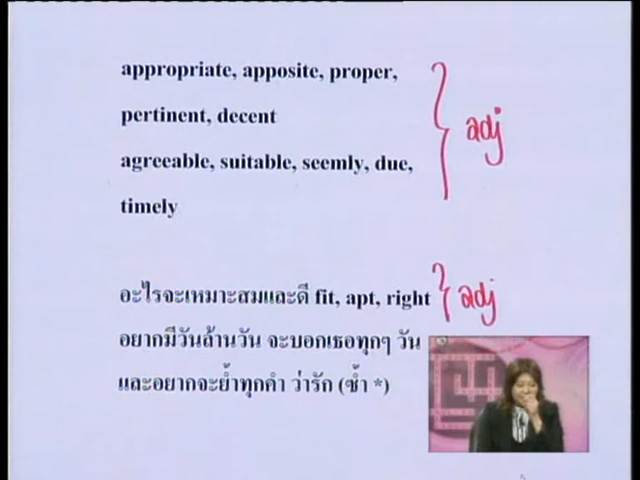 appropriate, apposite, proper,
pertinent, decent
agreeable, suitable, seemly, due,
timely
adj
อะไรจะเหมาะสมและดี fit, apt, right
adj
อยากมีวันล้านวัน จะบอกเธอทุกๆ วัน
และอยากจะย้ำทุกคำ ว่ารัก (ซ้ำ *)